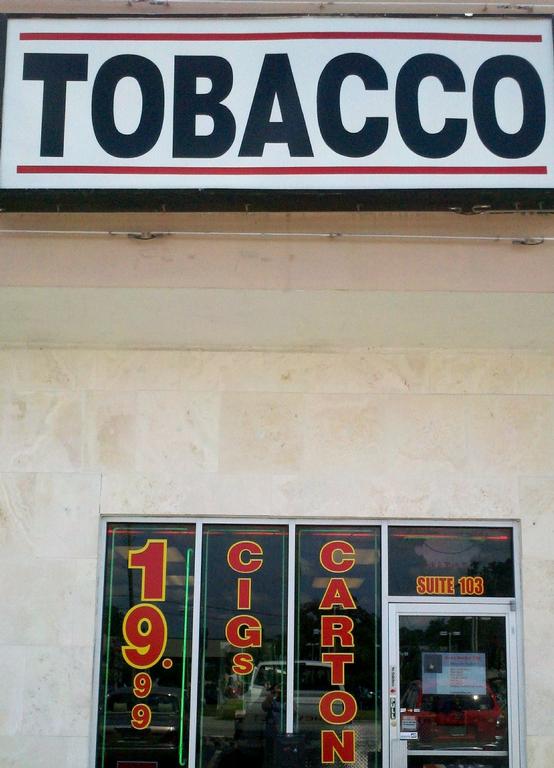 TOBACCO
19.99
CIGs
CARTON
SUITE 103